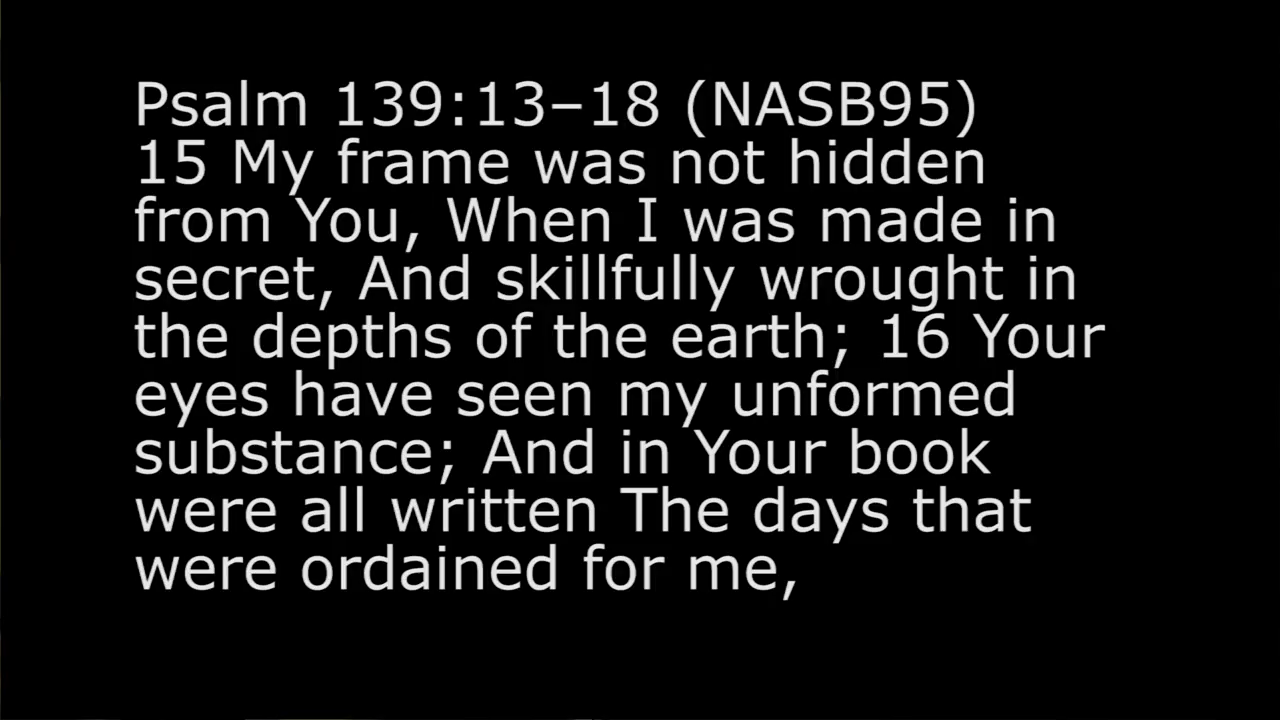 Psalm 139:13–18 (NASB95)
15 My frame was not hidden
from You, When I was made in
secret, And skillfully wrought in
the depths of the earth; 16 Your
eyes have seen my unformed
substance; And in Your book
were all written The days that
were ordained for me,